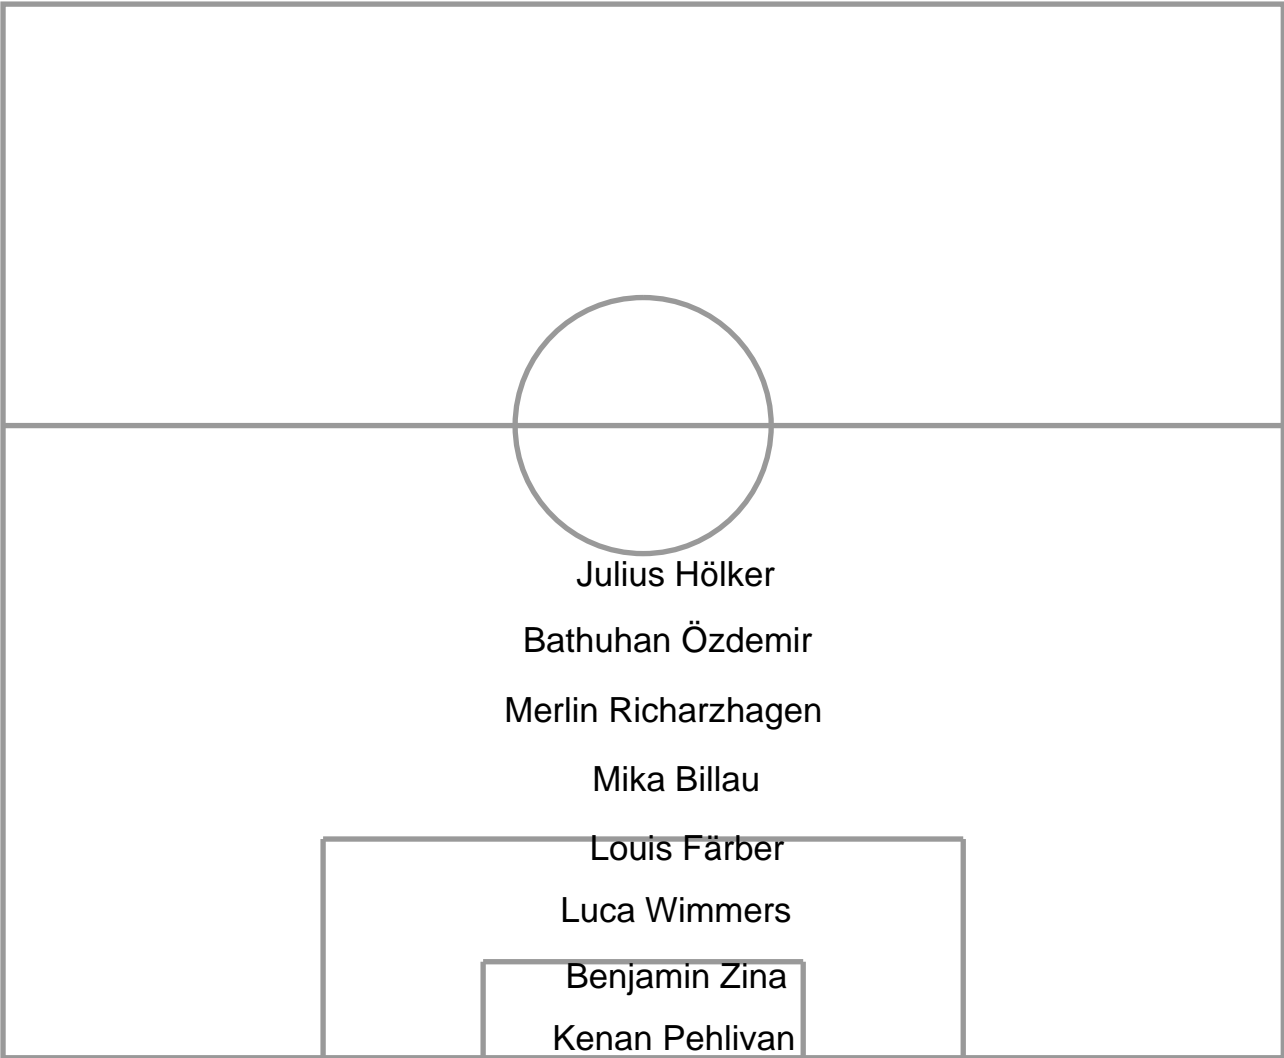 Julius Hölker
Bathuhan Özdemir
Merlin Richarzhagen
Mika Billau
Louis Färber
Luca Wimmers
Benjamin Zina
Kenan Pehlivan